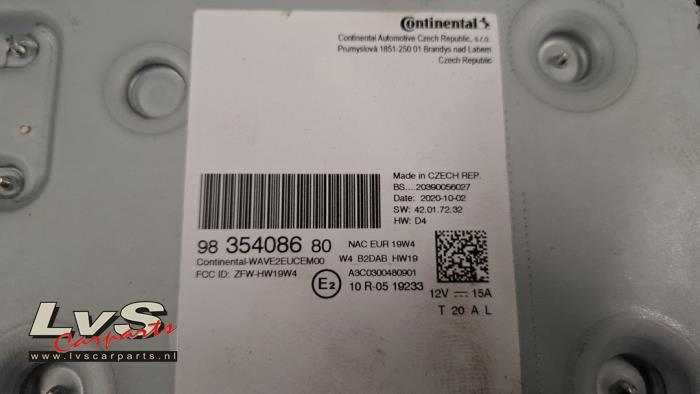 Continental
Continental Automotive Czech Republic, s.r.o.
Prumyslová 1851-250 01 Brandys nad Labem
Czech Republic
Made in CZECH REP.
BS....20390056027
Date: 2020-10-02
SW: 42.01.72.32
HW: D4
98 354086 80
NAC EUR 19W4
Continental-WAVE2EUCEM00
W4 B2DAB_HW19
FCC ID: ZFW-HW19W4
E2
A3C0300480901
10 R-05 19233
12V ⎓ 15A
T 20 A L
LvS
Carparts
www.lvscarparts.nl